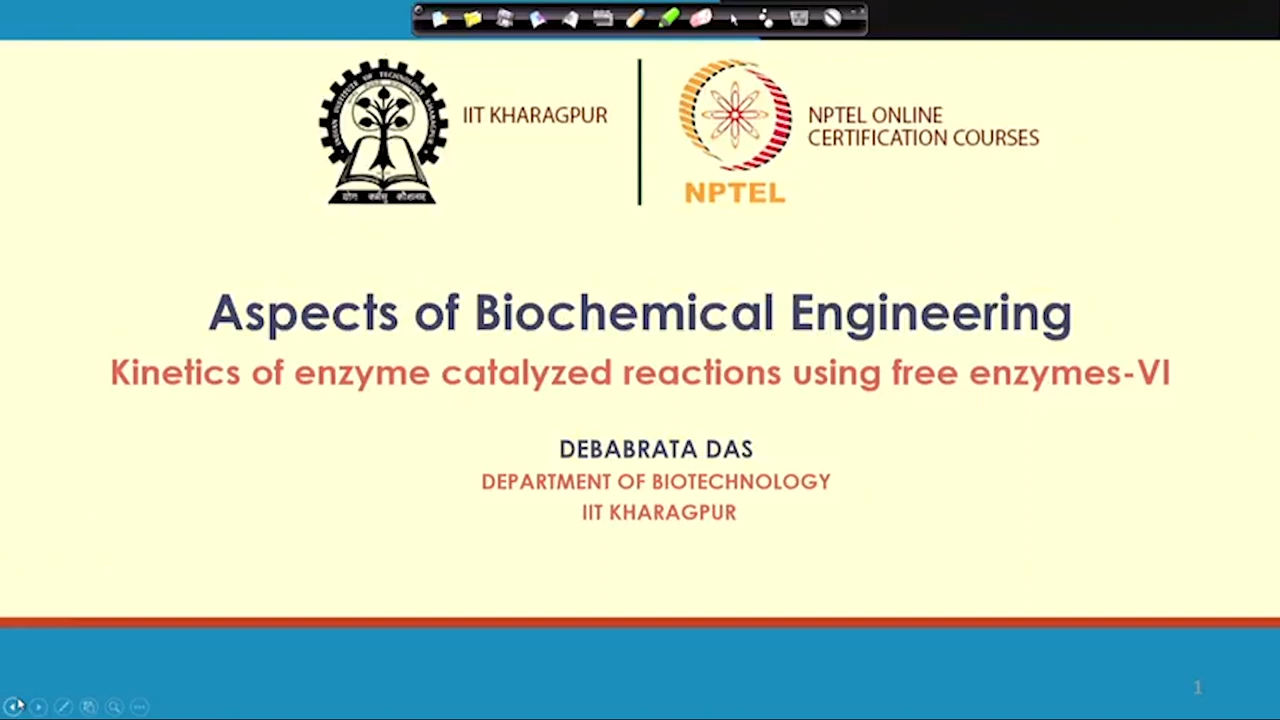 IIT KHARAGPUR
NPTEL ONLINE
CERTIFICATION COURSES
NPTEL
Aspects of Biochemical Engineering
Kinetics of enzyme catalyzed reactions using free enzymes-VI
DEBABRATA DAS
DEPARTMENT OF BIOTECHNOLOGY
IIT KHARAGPUR
1